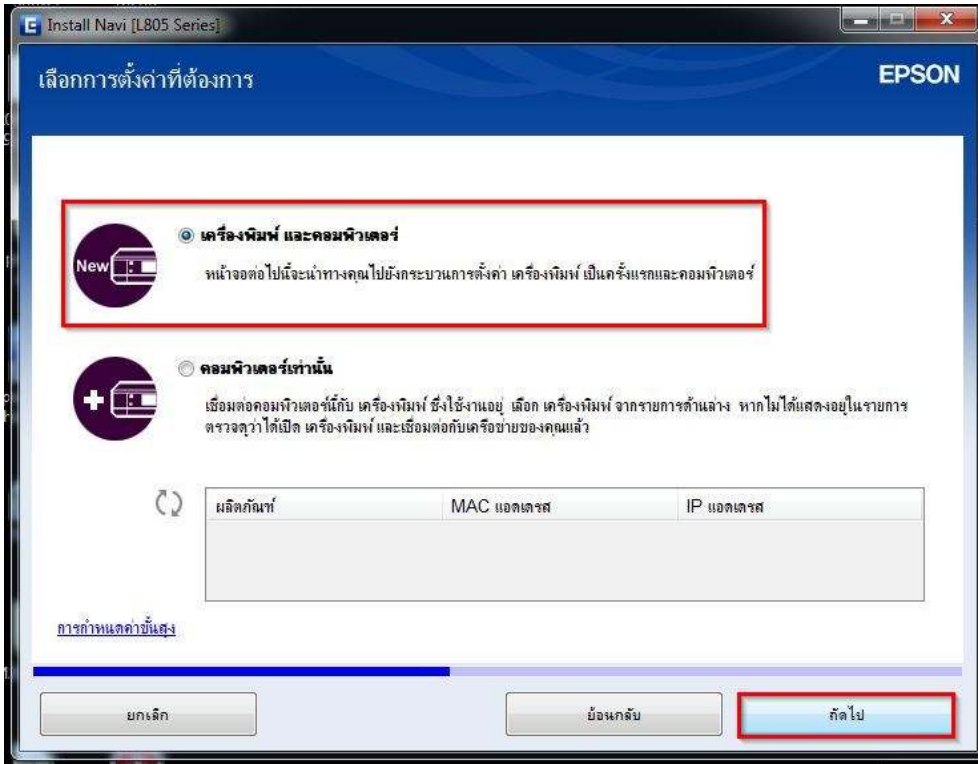 Install Navi [L805 Series]
เลือกการตั้งค่าที่ต้องการ
EPSON
New
เครื่องพิมพ์ และคอมพิวเตอร์
หน้าจอต่อไปนี้จะนำทางคุณไปยังกระบวนการตั้งค่า เครื่องพิมพ์ เป็นครั้งแรกและคอมพิวเตอร์
คอมพิวเตอร์เท่านั้น
เชื่อมต่อคอมพิวเตอร์นี้กับ เครื่องพิมพ์ ซึ่งใช้งานอยู่ เลือก เครื่องพิมพ์ จากรายการด้านล่าง หากไม่ได้แสดงอยู่ในรายการ
ตรวจดูว่าได้เปิด เครื่องพิมพ์ และเชื่อมต่อกับเครือข่ายของคุณแล้ว
ผลิตภัณฑ์ MAC แอดเดรส IP แอดเดรส
การกำหนดค่าขั้นสูง
ยกเลิก ย้อนกลับ ถัดไป